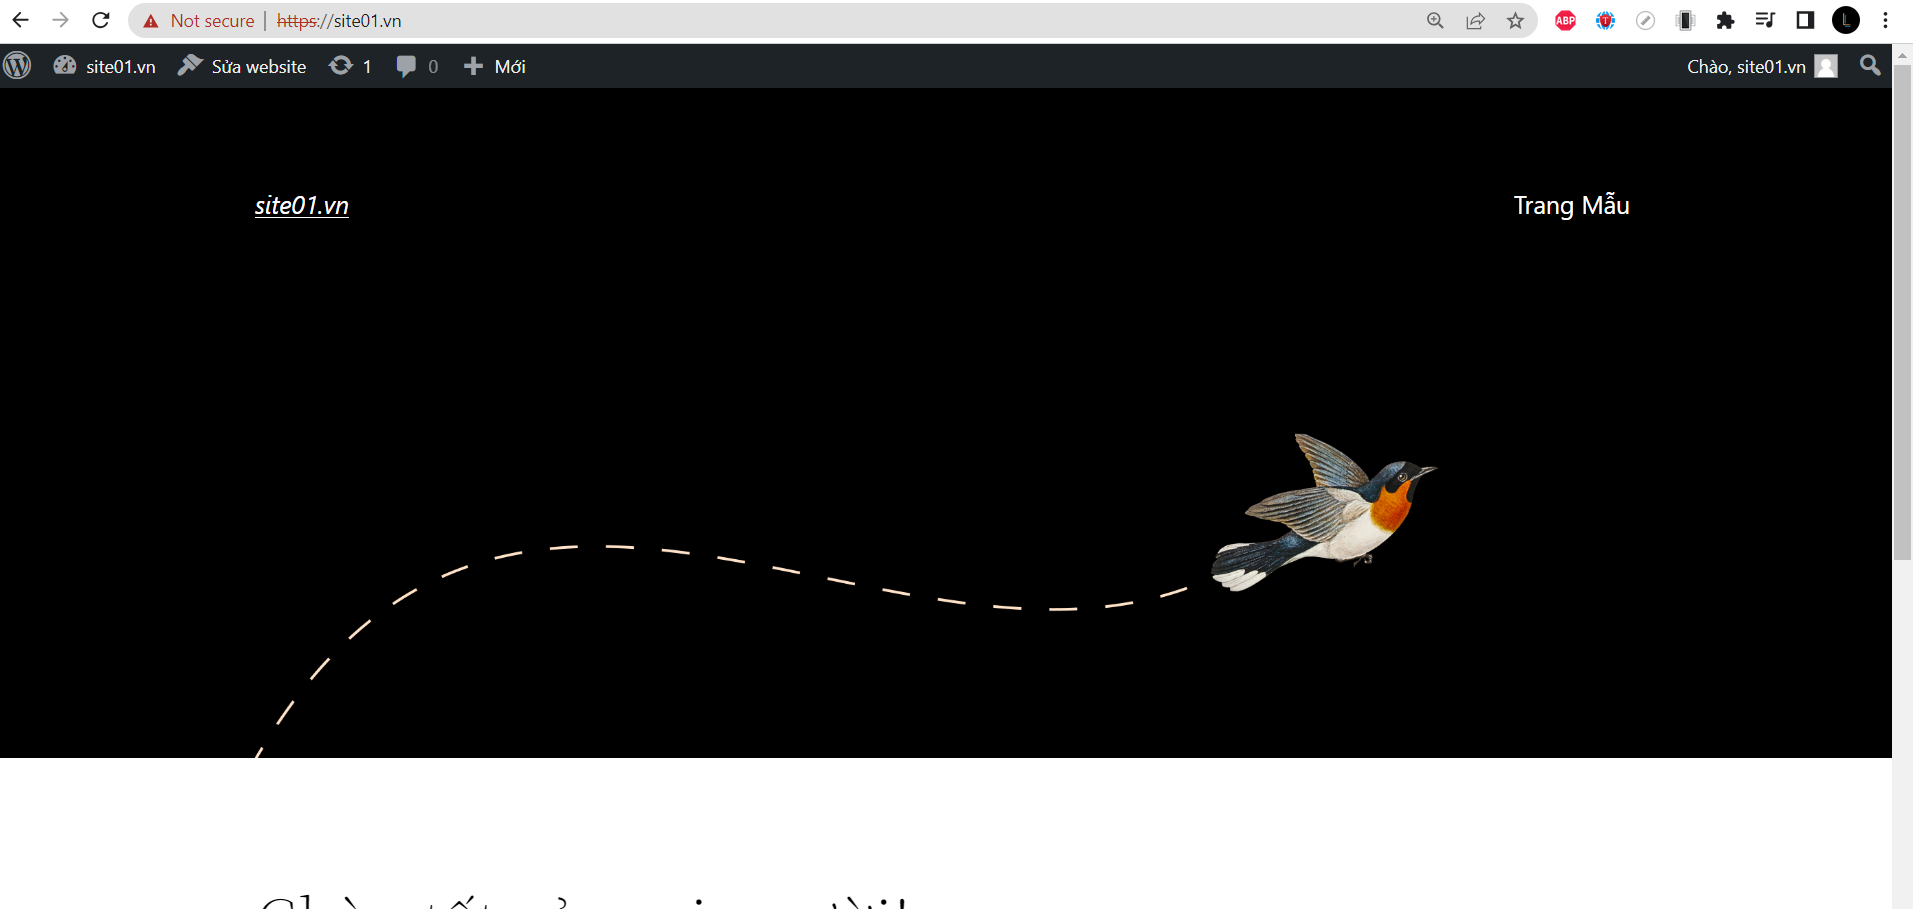 Not secure | https://site01.vn
ABP T L
site01.vn Sửa website 1 0 Mới Chào, site01.vn
site01.vn Trang Mẫu